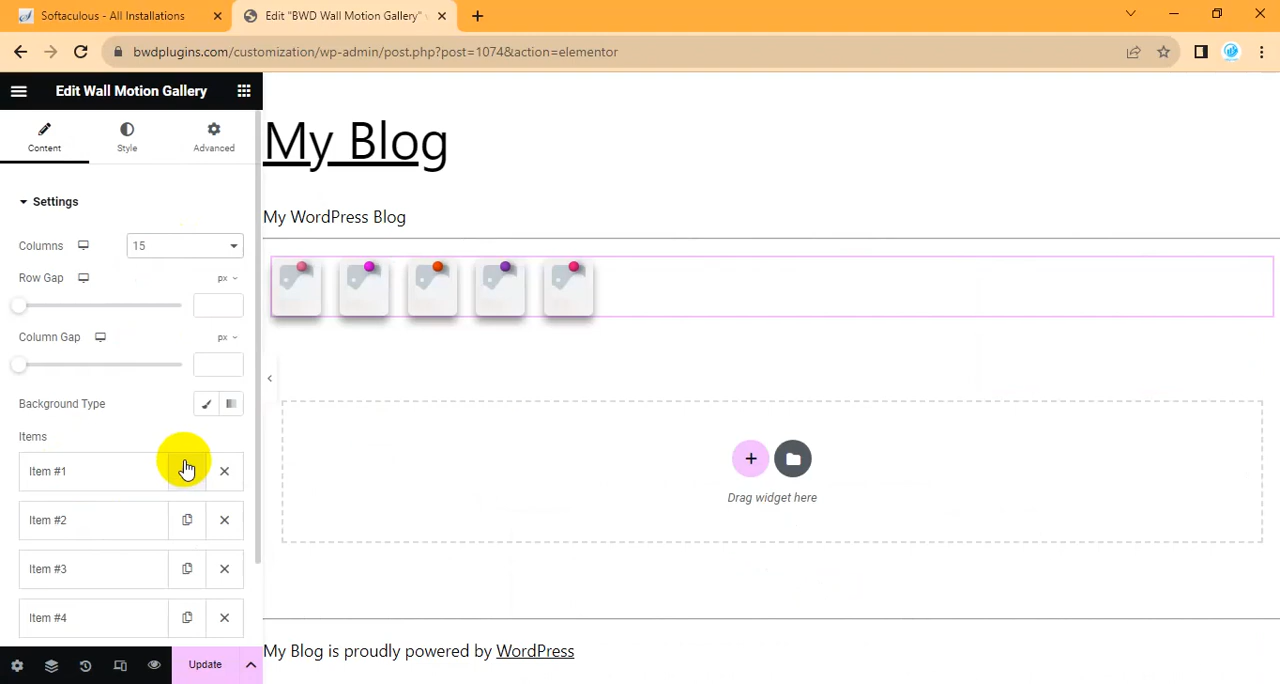 Softaculous - All Installations
Edit "BWD Wall Motion Gallery"
bwdplugins.com/customization/wp-admin/post.php?post=1074&action=elementor
Edit Wall Motion Gallery
Content
Style
Advanced
Settings
Columns
15
Row Gap
px
Column Gap
px
Background Type
Items
Item #1
Item #2
Item #3
Item #4
Update
My Blog
My WordPress Blog
Drag widget here
My Blog is proudly powered by WordPress